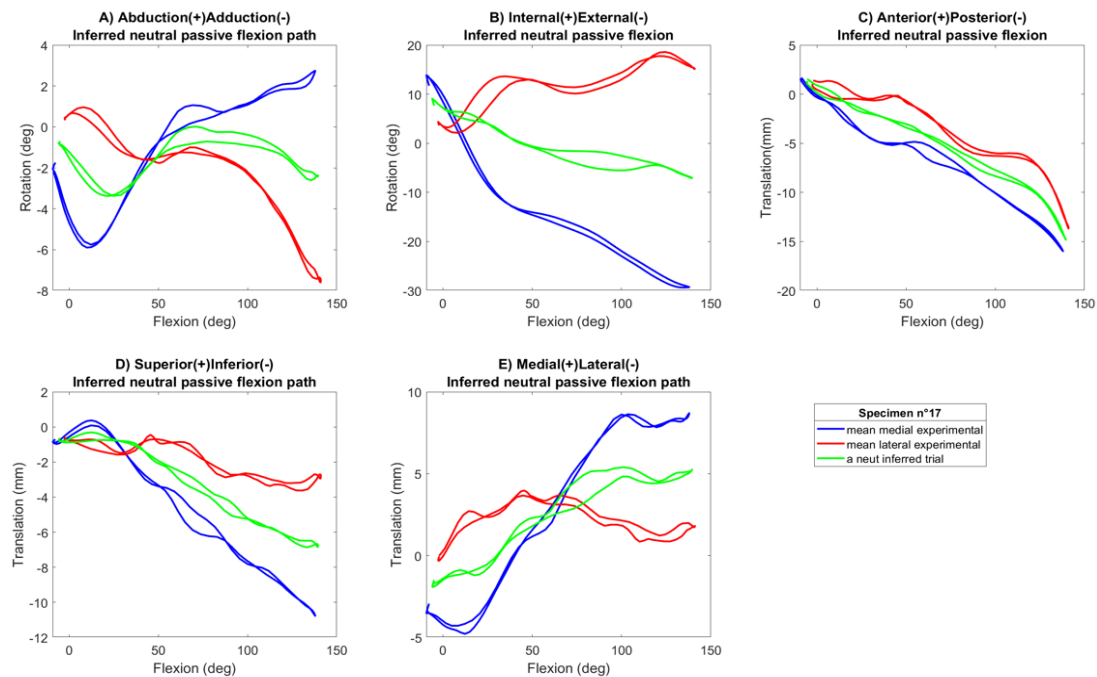 A) Abduction(+)Adduction(-)
Inferred neutral passive flexion path
4
2
0
-2
-4
-6
-8
Rotation (deg)
0
50
100
150
Flexion (deg)
B) Internal(+)External(-)
Inferred neutral passive flexion
20
10
0
-10
-20
-30
Rotation (deg)
0
50
100
150
Flexion (deg)
C) Anterior(+)Posterior(-)
Inferred neutral passive flexion
5
0
-5
-10
-15
-20
Translation(mm)
0
50
100
150
Flexion (deg)
D) Superior(+)Inferior(-)
Inferred neutral passive flexion path
2
0
-2
-4
-6
-8
-10
-12
Translation (mm)
0
50
100
150
Flexion (deg)
E) Medial(+)Lateral(-)
Inferred neutral passive flexion path
10
5
0
-5
Translation (mm)
0
50
100
150
Flexion (deg)
Specimen n°17
mean medial experimental
mean lateral experimental
a neut inferred trial